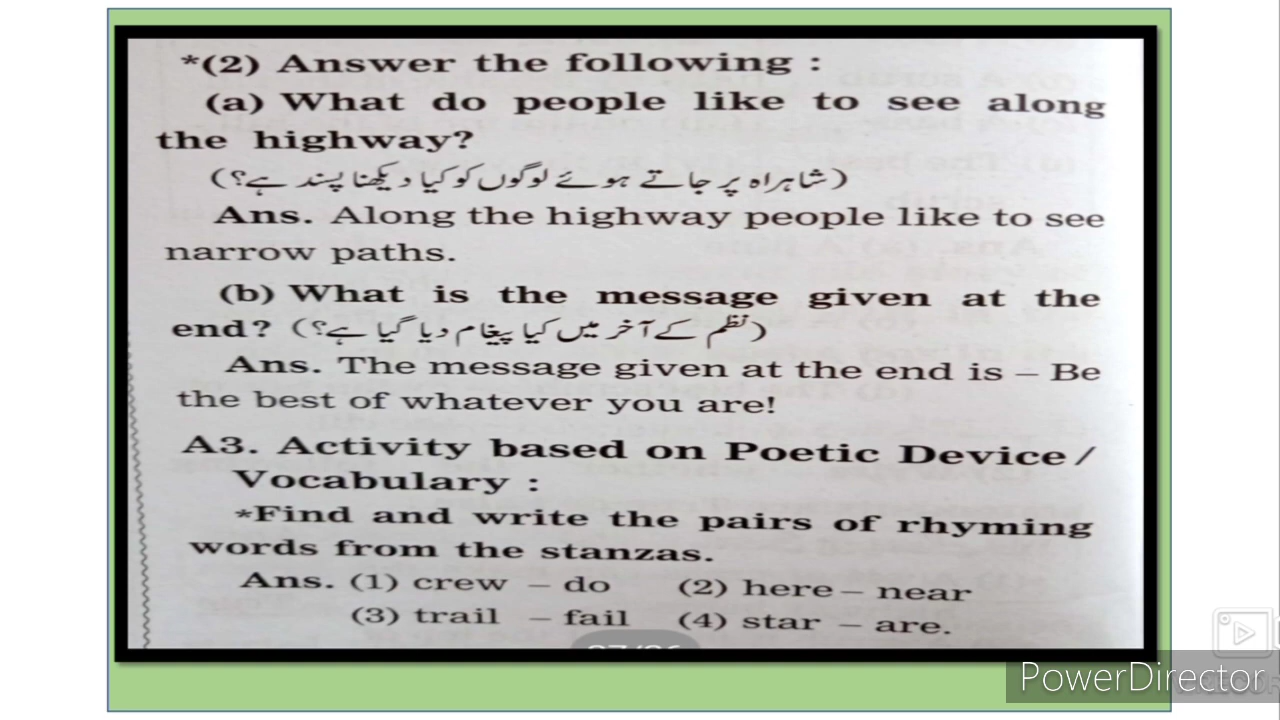 *(2) Answer the following :
(a) What do people like to see along
the highway?
(شاہراہ پر جاتے ہوئے لوگوں کو کیا دیکھنا پسند ہے؟)
Ans. Along the highway people like to see
narrow paths.
(b) What is the message given at the
end? (نظم کے آخر میں کیا پیغام دیا گیا ہے؟)
Ans. The message given at the end is – Be
the best of whatever you are!
A3. Activity based on Poetic Device /
Vocabulary :
*Find and write the pairs of rhyming
words from the stanzas.
Ans. (1) crew – do (2) here – near
(3) trail – fail (4) star – are.
PowerDirector